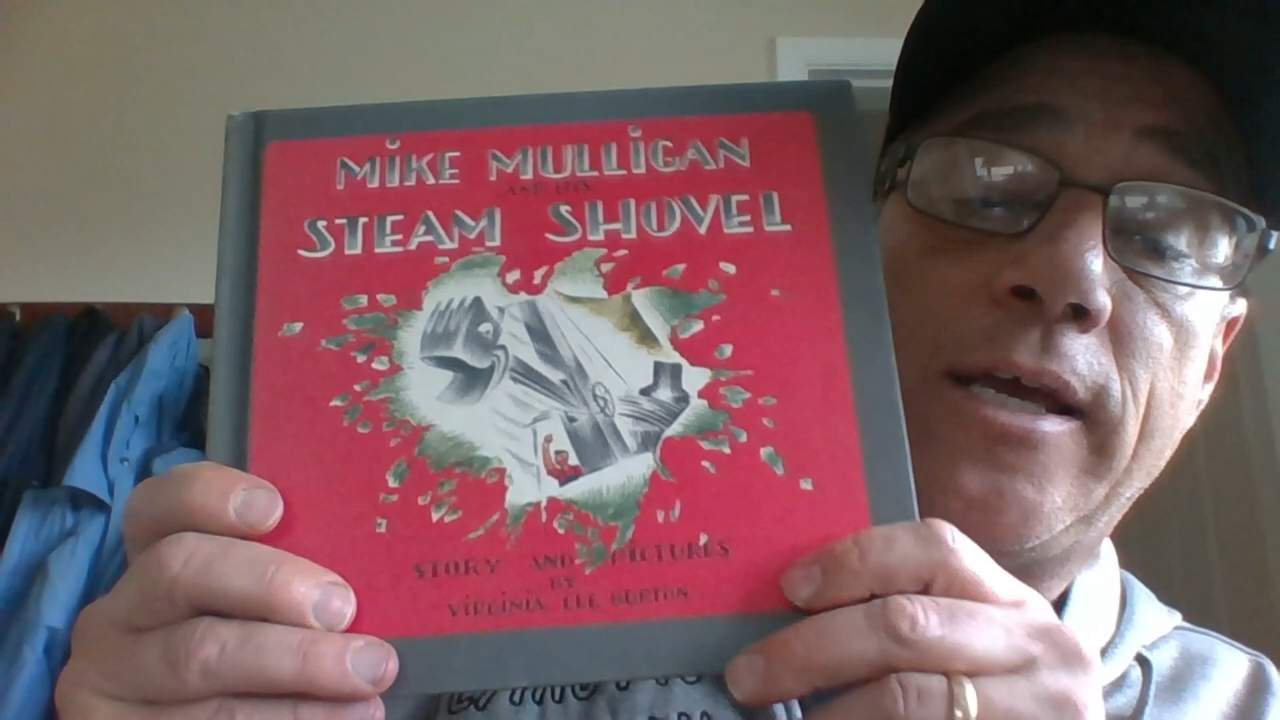 MIKE MULLIGAN
AND HIS
STEAM SHOVEL
STORY AND PICTURES
BY
VIRGINIA LEE BURTON